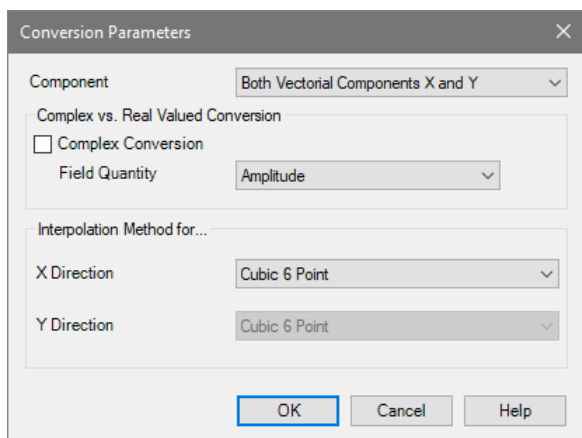 Conversion Parameters
Component Both Vectorial Components X and Y
Complex vs. Real Valued Conversion
Complex Conversion
Field Quantity Amplitude
Interpolation Method for...
X Direction Cubic 6 Point
Y Direction Cubic 6 Point
OK Cancel Help